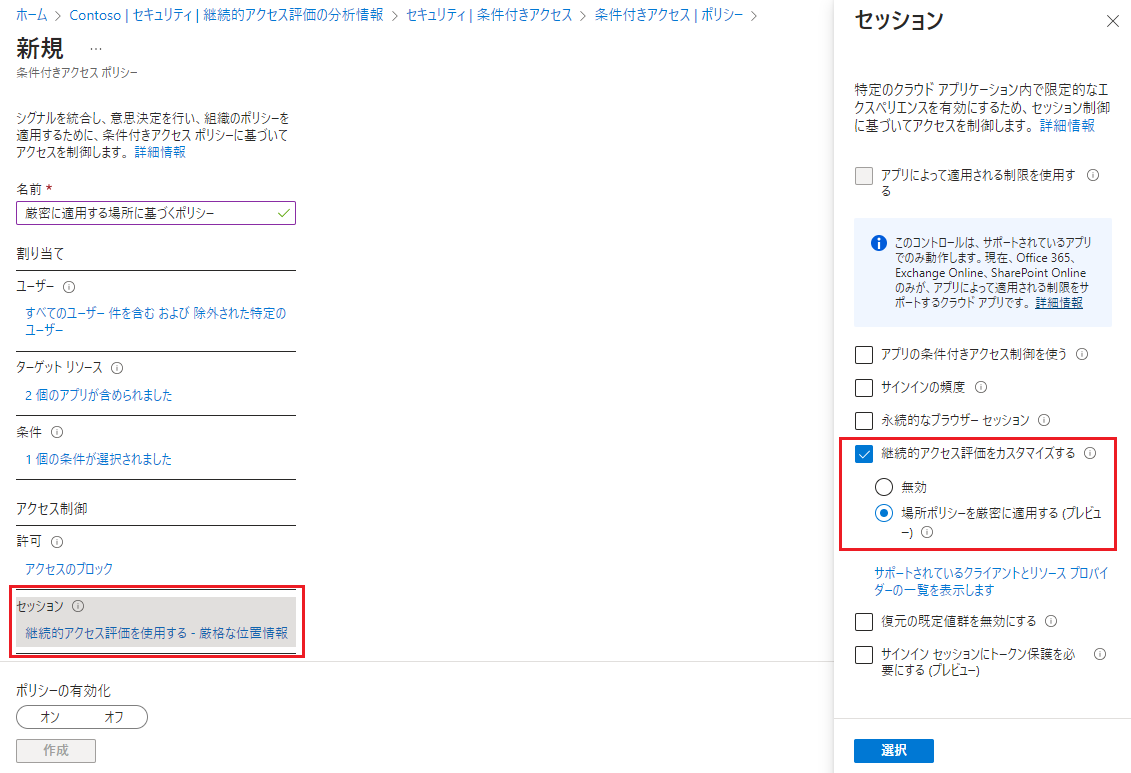 ホーム > Contoso | セキュリティ | 継続的アクセス評価の分析情報 > セキュリティ | 条件付きアクセス > 条件付きアクセス | ポリシー >
新規 …
条件付きアクセス ポリシー
シグナルを統合し、意思決定を行い、組織のポリシーを
適用するために、条件付きアクセス ポリシーに基づいて
アクセスを制御します。 詳細情報
名前 *
厳密に適用する場所に基づくポリシー
割り当て
ユーザー
すべてのユーザー 件を含む および 除外された特定の
ユーザー
ターゲット リソース
2 個のアプリが含められました
条件
1 個の条件が選択されました
アクセス制御
許可
アクセスのブロック
セッション
継続的アクセス評価を使用する - 厳格な位置情報
ポリシーの有効化
オン オフ
作成
セッション
特定のクラウド アプリケーション内で限定的なエ
クスペリエンスを有効にするため、セッション制御
に基づいてアクセスを制御します。 詳細情報
アプリによって適用される制限を使用す
る
このコントロールは、サポートされているアプリ
でのみ動作します。現在、Office 365、
Exchange Online、SharePoint Online
のみが、アプリによって適用される制限をサ
ポートするクラウド アプリです。 詳細情報
アプリの条件付きアクセス制御を使う
サインインの頻度
永続的なブラウザー セッション
継続的アクセス評価をカスタマイズする
無効
場所ポリシーを厳密に適用する (プレビュ
ー)
サポートされているクライアントとリソース プロバイ
ダーの一覧を表示します
復元の既定値群を無効にする
サインイン セッションにトークン保護を必
要にする (プレビュー)
選択